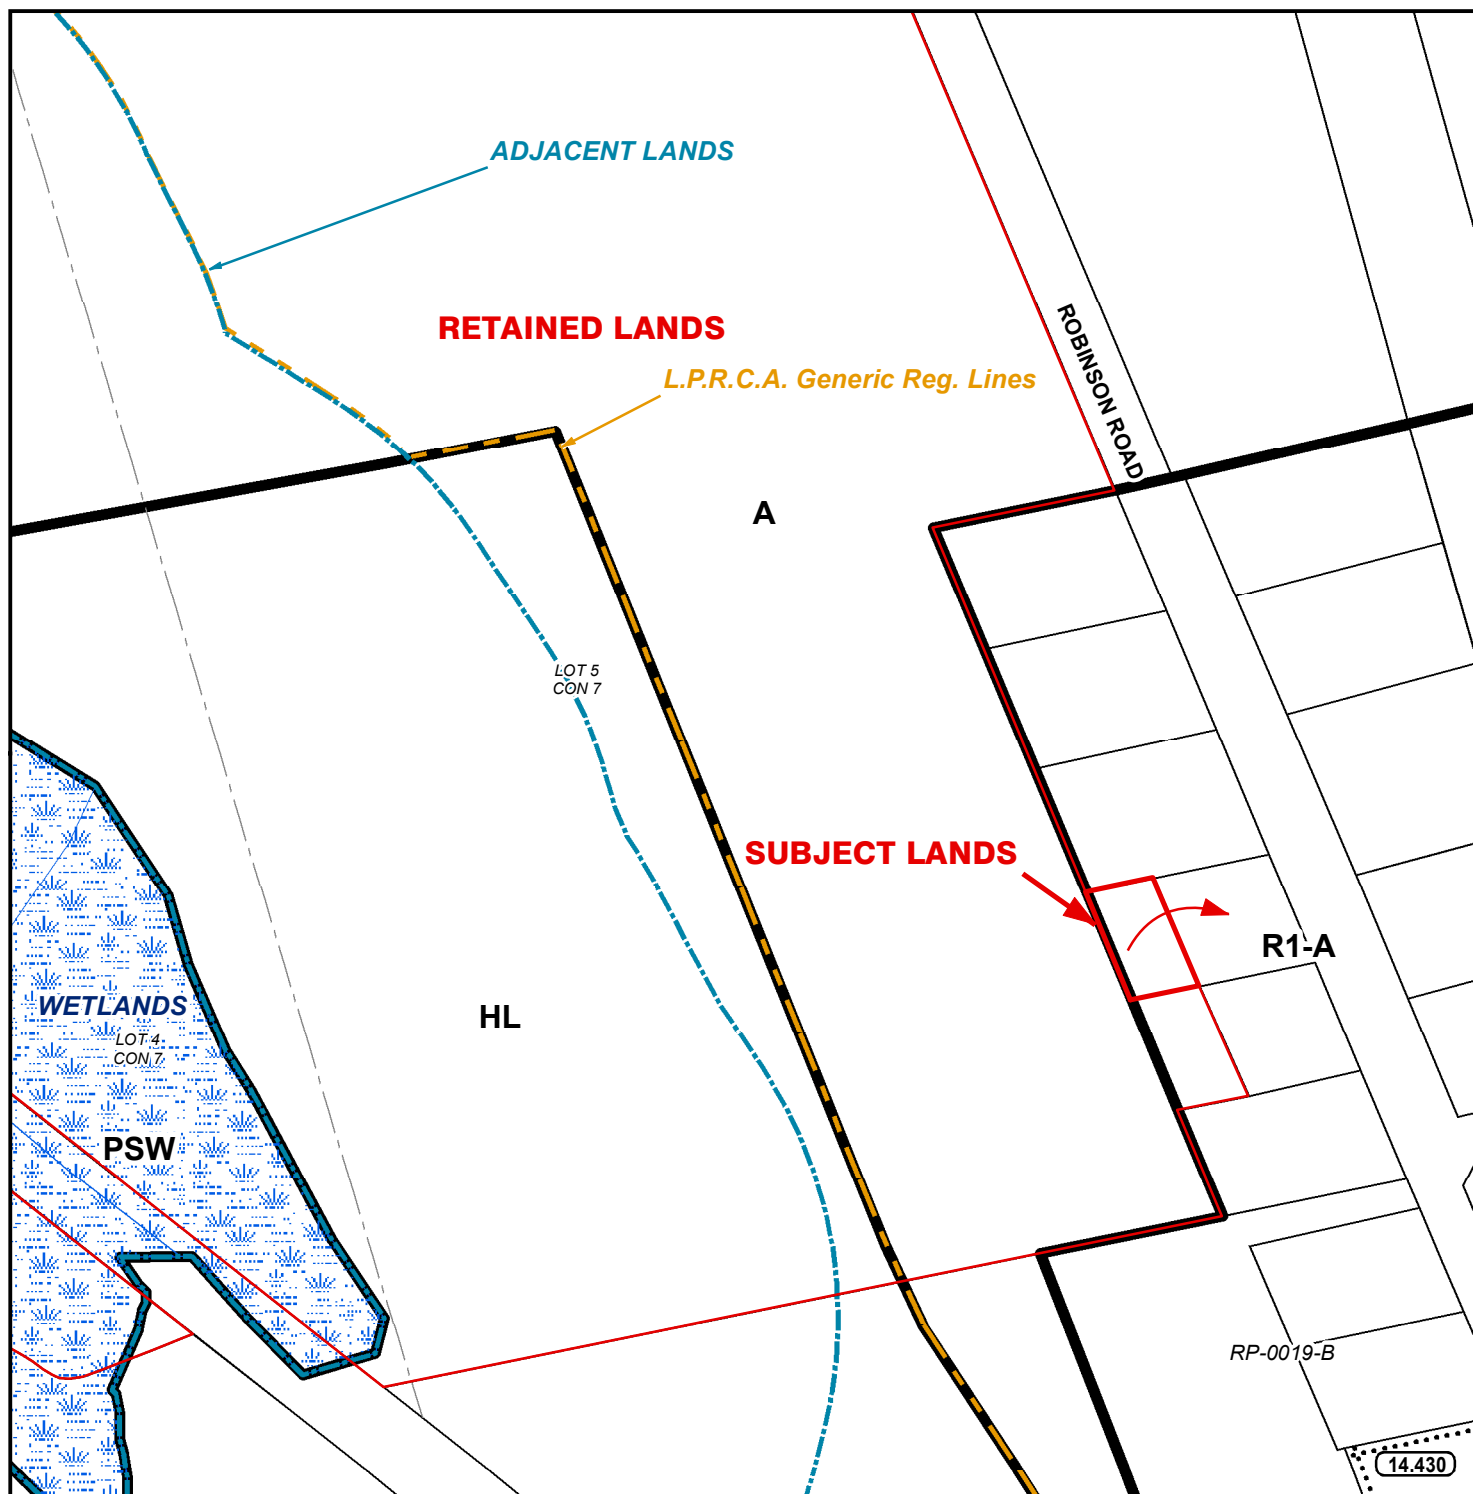 ADJACENT LANDS
RETAINED LANDS
L.P.R.C.A. Generic Reg. Lines
ROBINSON ROAD
A
LOT 5
CON 7
SUBJECT LANDS
R1-A
WETLANDS
LOT 4
CON 7
HL
PSW
RP-0019-B
14.430